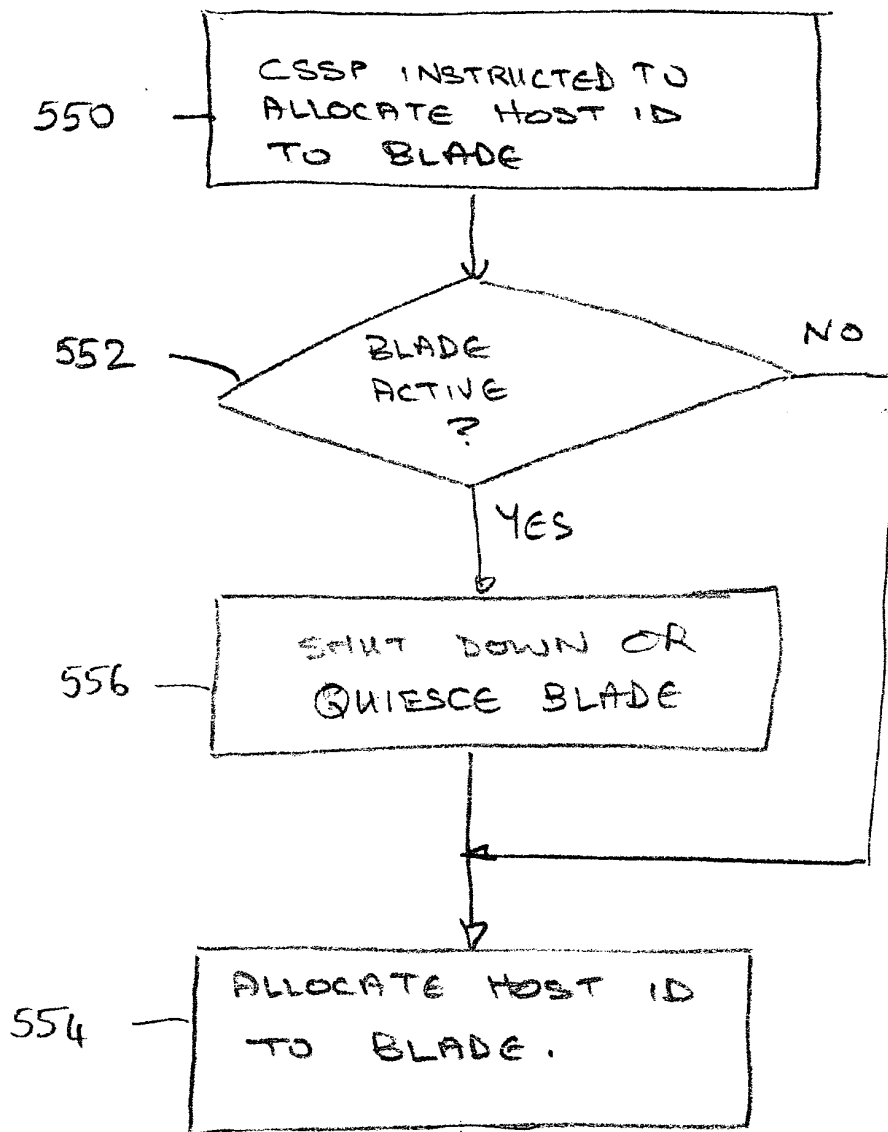 CSSP INSTRUCTED TO
550
ALLOCATE HOST ID
TO BLADE
NO
552
BLADE
ACTIVE
?
YES
SHUT DOWN OR
556
QUIESCE BLADE
ALLOCATE HOST ID
554
TO BLADE.